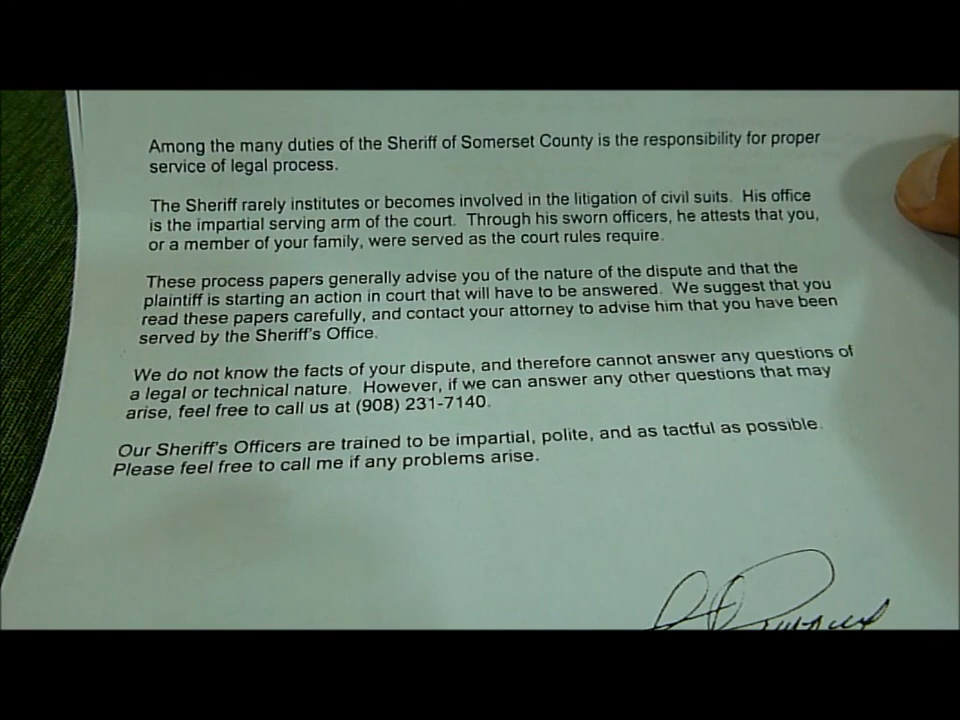 Among the many duties of the Sheriff of Somerset County is the responsibility for proper
service of legal process.
The Sheriff rarely institutes or becomes involved in the litigation of civil suits. His office
is the impartial serving arm of the court. Through his sworn officers, he attests that you,
or a member of your family, were served as the court rules require.
These process papers generally advise you of the nature of the dispute and that the
plaintiff is starting an action in court that will have to be answered. We suggest that you
read these papers carefully, and contact your attorney to advise him that you have been
served by the Sheriff's Office.
We do not know the facts of your dispute, and therefore cannot answer any questions of
a legal or technical nature. However, if we can answer any other questions that may
arise, feel free to call us at (908) 231-7140.
Our Sheriff's Officers are trained to be impartial, polite, and as tactful as possible.
Please feel free to call me if any problems arise.